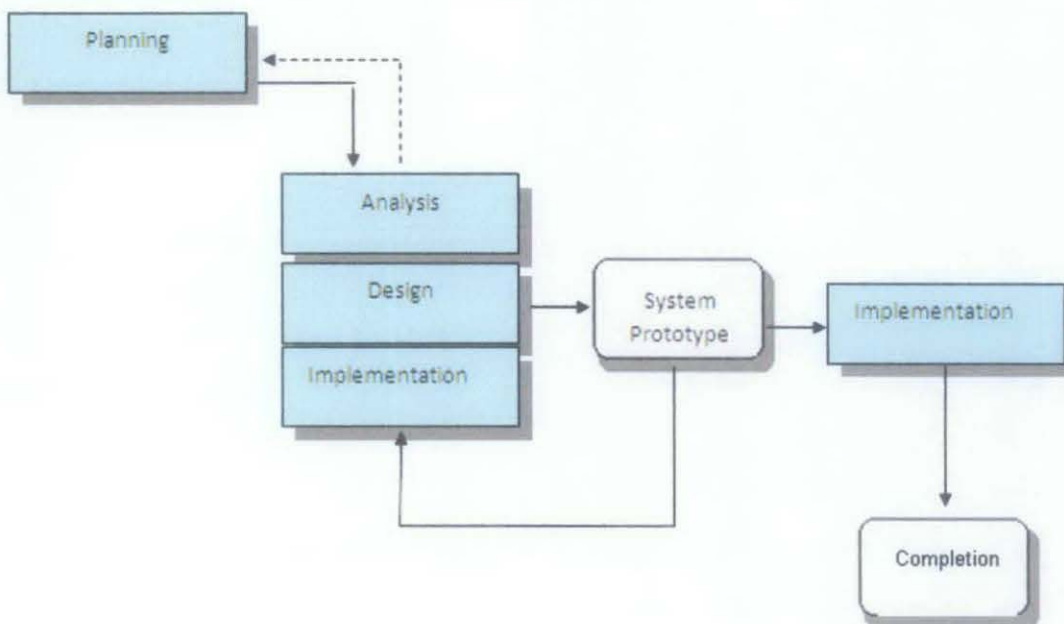 Planning
Analysis
Design
Implementation
System
Prototype
Implementation
Completion